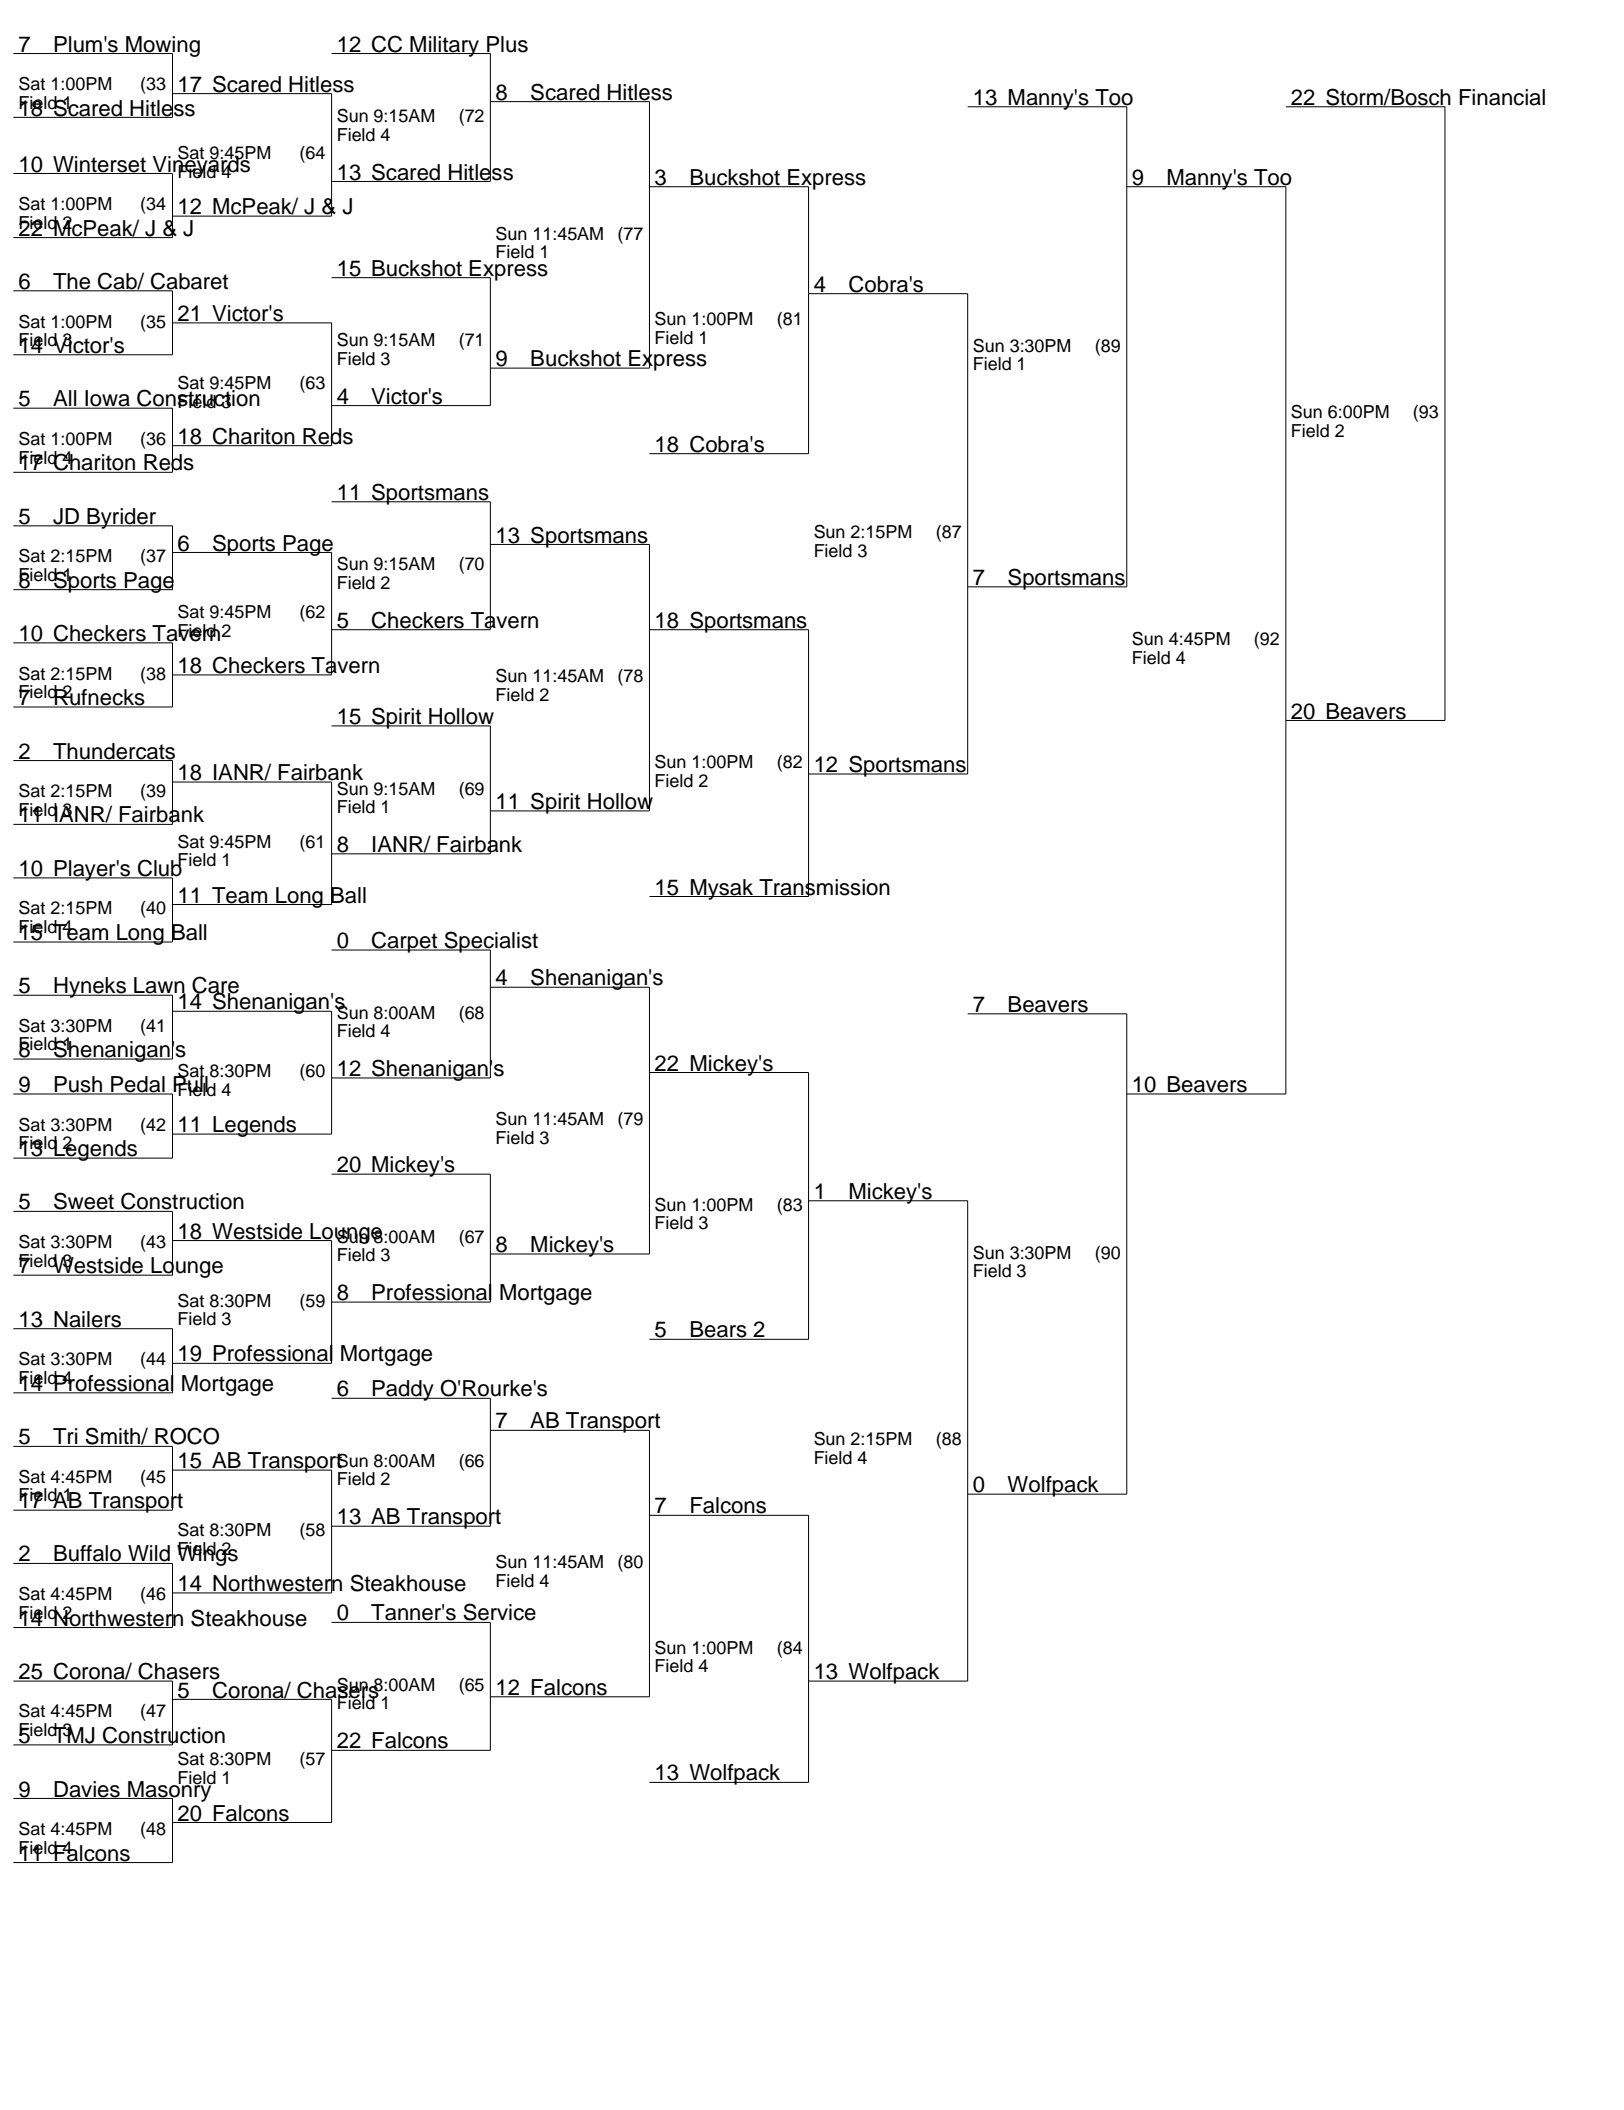 7 Plum's Mowing
Sat 1:00PM (33
Field 1
18 Scared Hitless
10 Winterset Vineyards
Sat 1:00PM (34
Field 2
22 McPeak/ J & J
6 The Cab/ Cabaret
Sat 1:00PM (35
Field 3
14 Victor's
5 All Iowa Construction
Sat 1:00PM (36
Field 4
17 Chariton Reds
5 JD Byrider
Sat 2:15PM (37
Field 1
8 Sports Page
10 Checkers Tavern
Sat 2:15PM (38
Field 2
7 Rufnecks
2 Thundercats
Sat 2:15PM (39
Field 3
11 IANR/ Fairbank
10 Player's Club
Sat 2:15PM (40
Field 4
15 Team Long Ball
5 Hyneks Lawn Care
Sat 3:30PM (41
Field 1
8 Shenanigan's
9 Push Pedal Pull
Sat 3:30PM (42
Field 2
13 Legends
5 Sweet Construction
Sat 3:30PM (43
Field 3
7 Westside Lounge
13 Nailers
Sat 3:30PM (44
Field 4
14 Professional Mortgage
5 Tri Smith/ ROCO
Sat 4:45PM (45
Field 1
17 AB Transport
2 Buffalo Wild Wings
Sat 4:45PM (46
Field 2
14 Northwestern Steakhouse
25 Corona/ Chasers
Sat 4:45PM (47
Field 3
5 TMJ Construction
9 Davies Masonry
Sat 4:45PM (48
Field 4
11 Falcons
17 Scared Hitless
Sat 9:45PM (64
Field 4
12 McPeak/ J & J
21 Victor's
Sat 9:45PM (63
Field 3
18 Chariton Reds
6 Sports Page
Sat 9:45PM (62
Field 2
18 Checkers Tavern
18 IANR/ Fairbank
Sat 9:45PM (61
Field 1
11 Team Long Ball
14 Shenanigan's
Sat 8:30PM (60
Field 4
11 Legends
18 Westside Lounge
Sat 8:30PM (59
Field 3
19 Professional Mortgage
15 AB Transport
Sat 8:30PM (58
Field 2
14 Northwestern Steakhouse
5 Corona/ Chasers
Sat 8:30PM (57
Field 1
20 Falcons
12 CC Military Plus
Sun 9:15AM (72
Field 4
13 Scared Hitless
15 Buckshot Express
Sun 9:15AM (71
Field 3
4 Victor's
11 Sportsmans
Sun 9:15AM (70
Field 2
5 Checkers Tavern
15 Spirit Hollow
Sun 9:15AM (69
Field 1
8 IANR/ Fairbank
0 Carpet Specialist
Sun 8:00AM (68
Field 4
12 Shenanigan's
20 Mickey's
Sun 8:00AM (67
Field 3
8 Professional Mortgage
6 Paddy O'Rourke's
Sun 8:00AM (66
Field 2
13 AB Transport
0 Tanner's Service
Sun 8:00AM (65
Field 1
22 Falcons
8 Scared Hitless
Sun 11:45AM (77
Field 1
9 Buckshot Express
13 Sportsmans
Sun 11:45AM (78
Field 2
11 Spirit Hollow
4 Shenanigan's
Sun 11:45AM (79
Field 3
8 Mickey's
7 AB Transport
Sun 11:45AM (80
Field 4
12 Falcons
3 Buckshot Express
Sun 1:00PM (81
Field 1
18 Cobra's
18 Sportsmans
Sun 1:00PM (82
Field 2
15 Mysak Transmission
22 Mickey's
Sun 1:00PM (83
Field 3
5 Bears 2
7 Falcons
Sun 1:00PM (84
Field 4
13 Wolfpack
4 Cobra's
Sun 2:15PM (87
Field 3
12 Sportsmans
1 Mickey's
Sun 2:15PM (88
Field 4
13 Wolfpack
13 Manny's Too
Sun 3:30PM (89
Field 1
7 Sportsmans
7 Beavers
Sun 3:30PM (90
Field 3
0 Wolfpack
9 Manny's Too
Sun 4:45PM (92
Field 4
10 Beavers
22 Storm/Bosch Financial
Sun 6:00PM (93
Field 2
20 Beavers